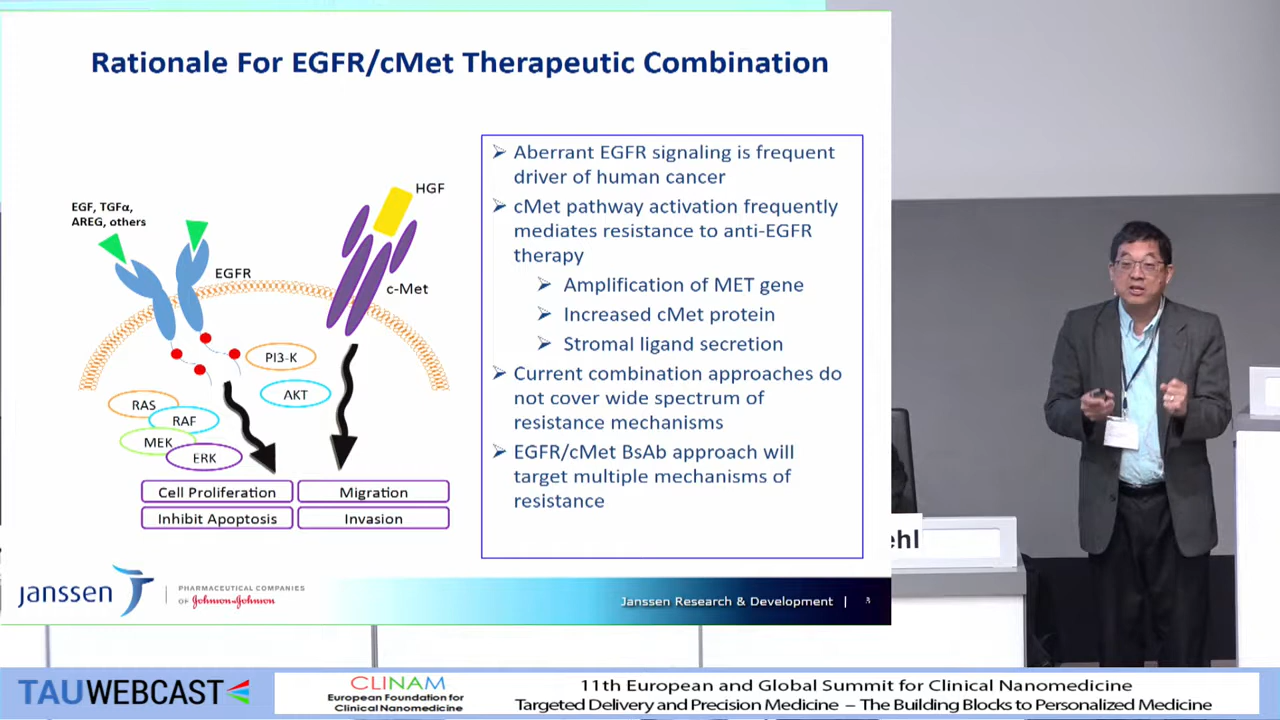 Rationale For EGFR/cMet Therapeutic Combination
EGF, TGFα,
AREG, others
HGF
EGFR
c-Met
PI3-K
AKT
RAS
RAF
MEK
ERK
Cell Proliferation
Migration
Inhibit Apoptosis
Invasion
Aberrant EGFR signaling is frequent
driver of human cancer
cMet pathway activation frequently
mediates resistance to anti-EGFR
therapy
Amplification of MET gene
Increased cMet protein
Stromal ligand secretion
Current combination approaches do
not cover wide spectrum of
resistance mechanisms
EGFR/cMet BsAb approach will
target multiple mechanisms of
resistance
janssen
PHARMACEUTICAL COMPANIES
OF Johnson & Johnson
Janssen Research & Development | 3
ehl
TAUWEBCAST
CLINAM
European Foundation for
Clinical Nanomedicine
11th European and Global Summit for Clinical Nanomedicine
Targeted Delivery and Precision Medicine – The Building Blocks to Personalized Medicine